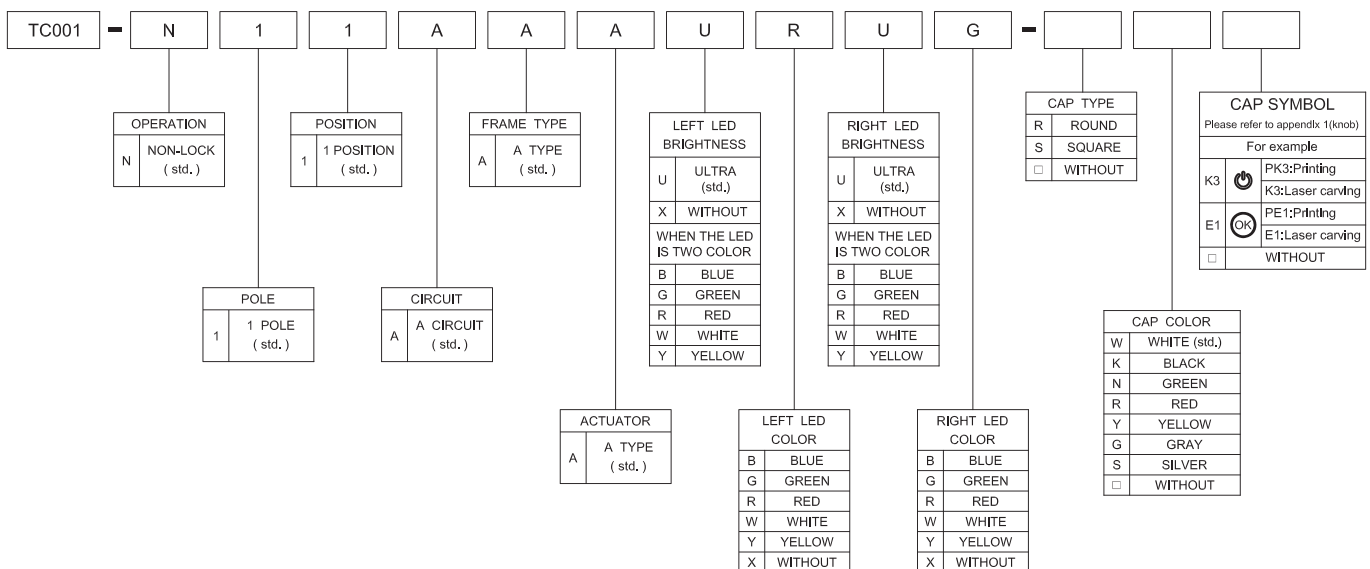 TC001 - N 1 1 A A A U R U G -
OPERATION
N NON-LOCK
( std. )
POSITION
1 1 POSITION
( std. )
FRAME TYPE
A A TYPE
( std. )
LEFT LED
BRIGHTNESS
U ULTRA
(std.)
X WITHOUT
WHEN THE LED
IS TWO COLOR
B BLUE
G GREEN
R RED
W WHITE
Y YELLOW
RIGHT LED
BRIGHTNESS
U ULTRA
(std.)
X WITHOUT
WHEN THE LED
IS TWO COLOR
B BLUE
G GREEN
R RED
W WHITE
Y YELLOW
CAP TYPE
R ROUND
S SQUARE
□ WITHOUT
CAP SYMBOL
Please refer to appendix 1(knob)
For example
K3 PK3:Printing
K3:Laser carving
E1 OK PE1:Printing
E1:Laser carving
□ WITHOUT
POLE
1 1 POLE
( std. )
CIRCUIT
A A CIRCUIT
( std. )
ACTUATOR
A A TYPE
( std. )
LEFT LED
COLOR
B BLUE
G GREEN
R RED
W WHITE
Y YELLOW
X WITHOUT
RIGHT LED
COLOR
B BLUE
G GREEN
R RED
W WHITE
Y YELLOW
X WITHOUT
CAP COLOR
W WHITE (std.)
K BLACK
N GREEN
R RED
Y YELLOW
G GRAY
S SILVER
□ WITHOUT